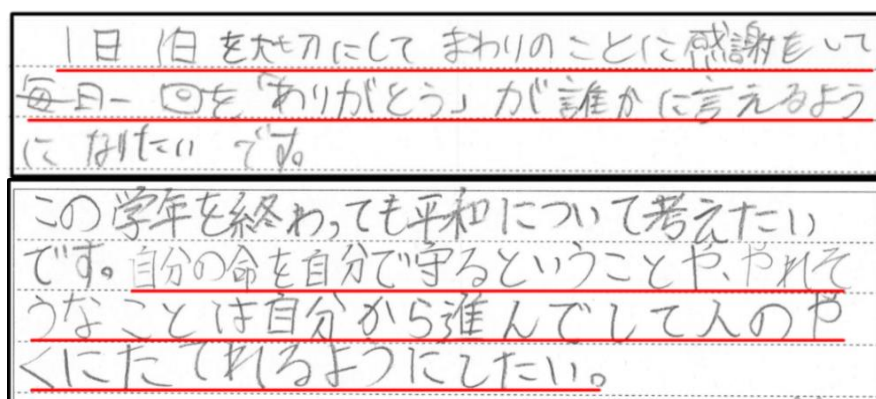 1日1日を大切にしてまわりのことに感謝をして
毎日一回を「ありがとう」が誰かに言えるよう
になりたいです。
この学年を終わっても平和について考えたい
です。自分の命を自分で守るということや、やれそ
うなことは自分から進んでして人のや
くにたてれるようにしたい。